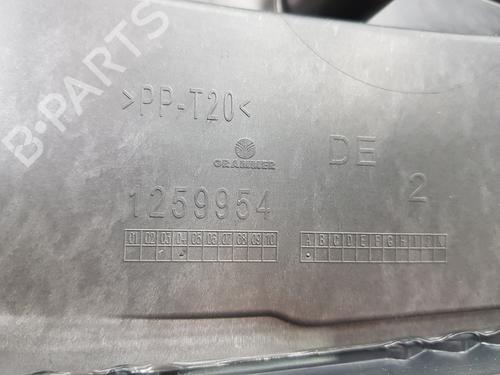 B-PARTS
>PP-T20<
GRAMMER
DE
1259954
2
01 02 03 04 05 06 07 08 09 10
A B C D E F G H I J K